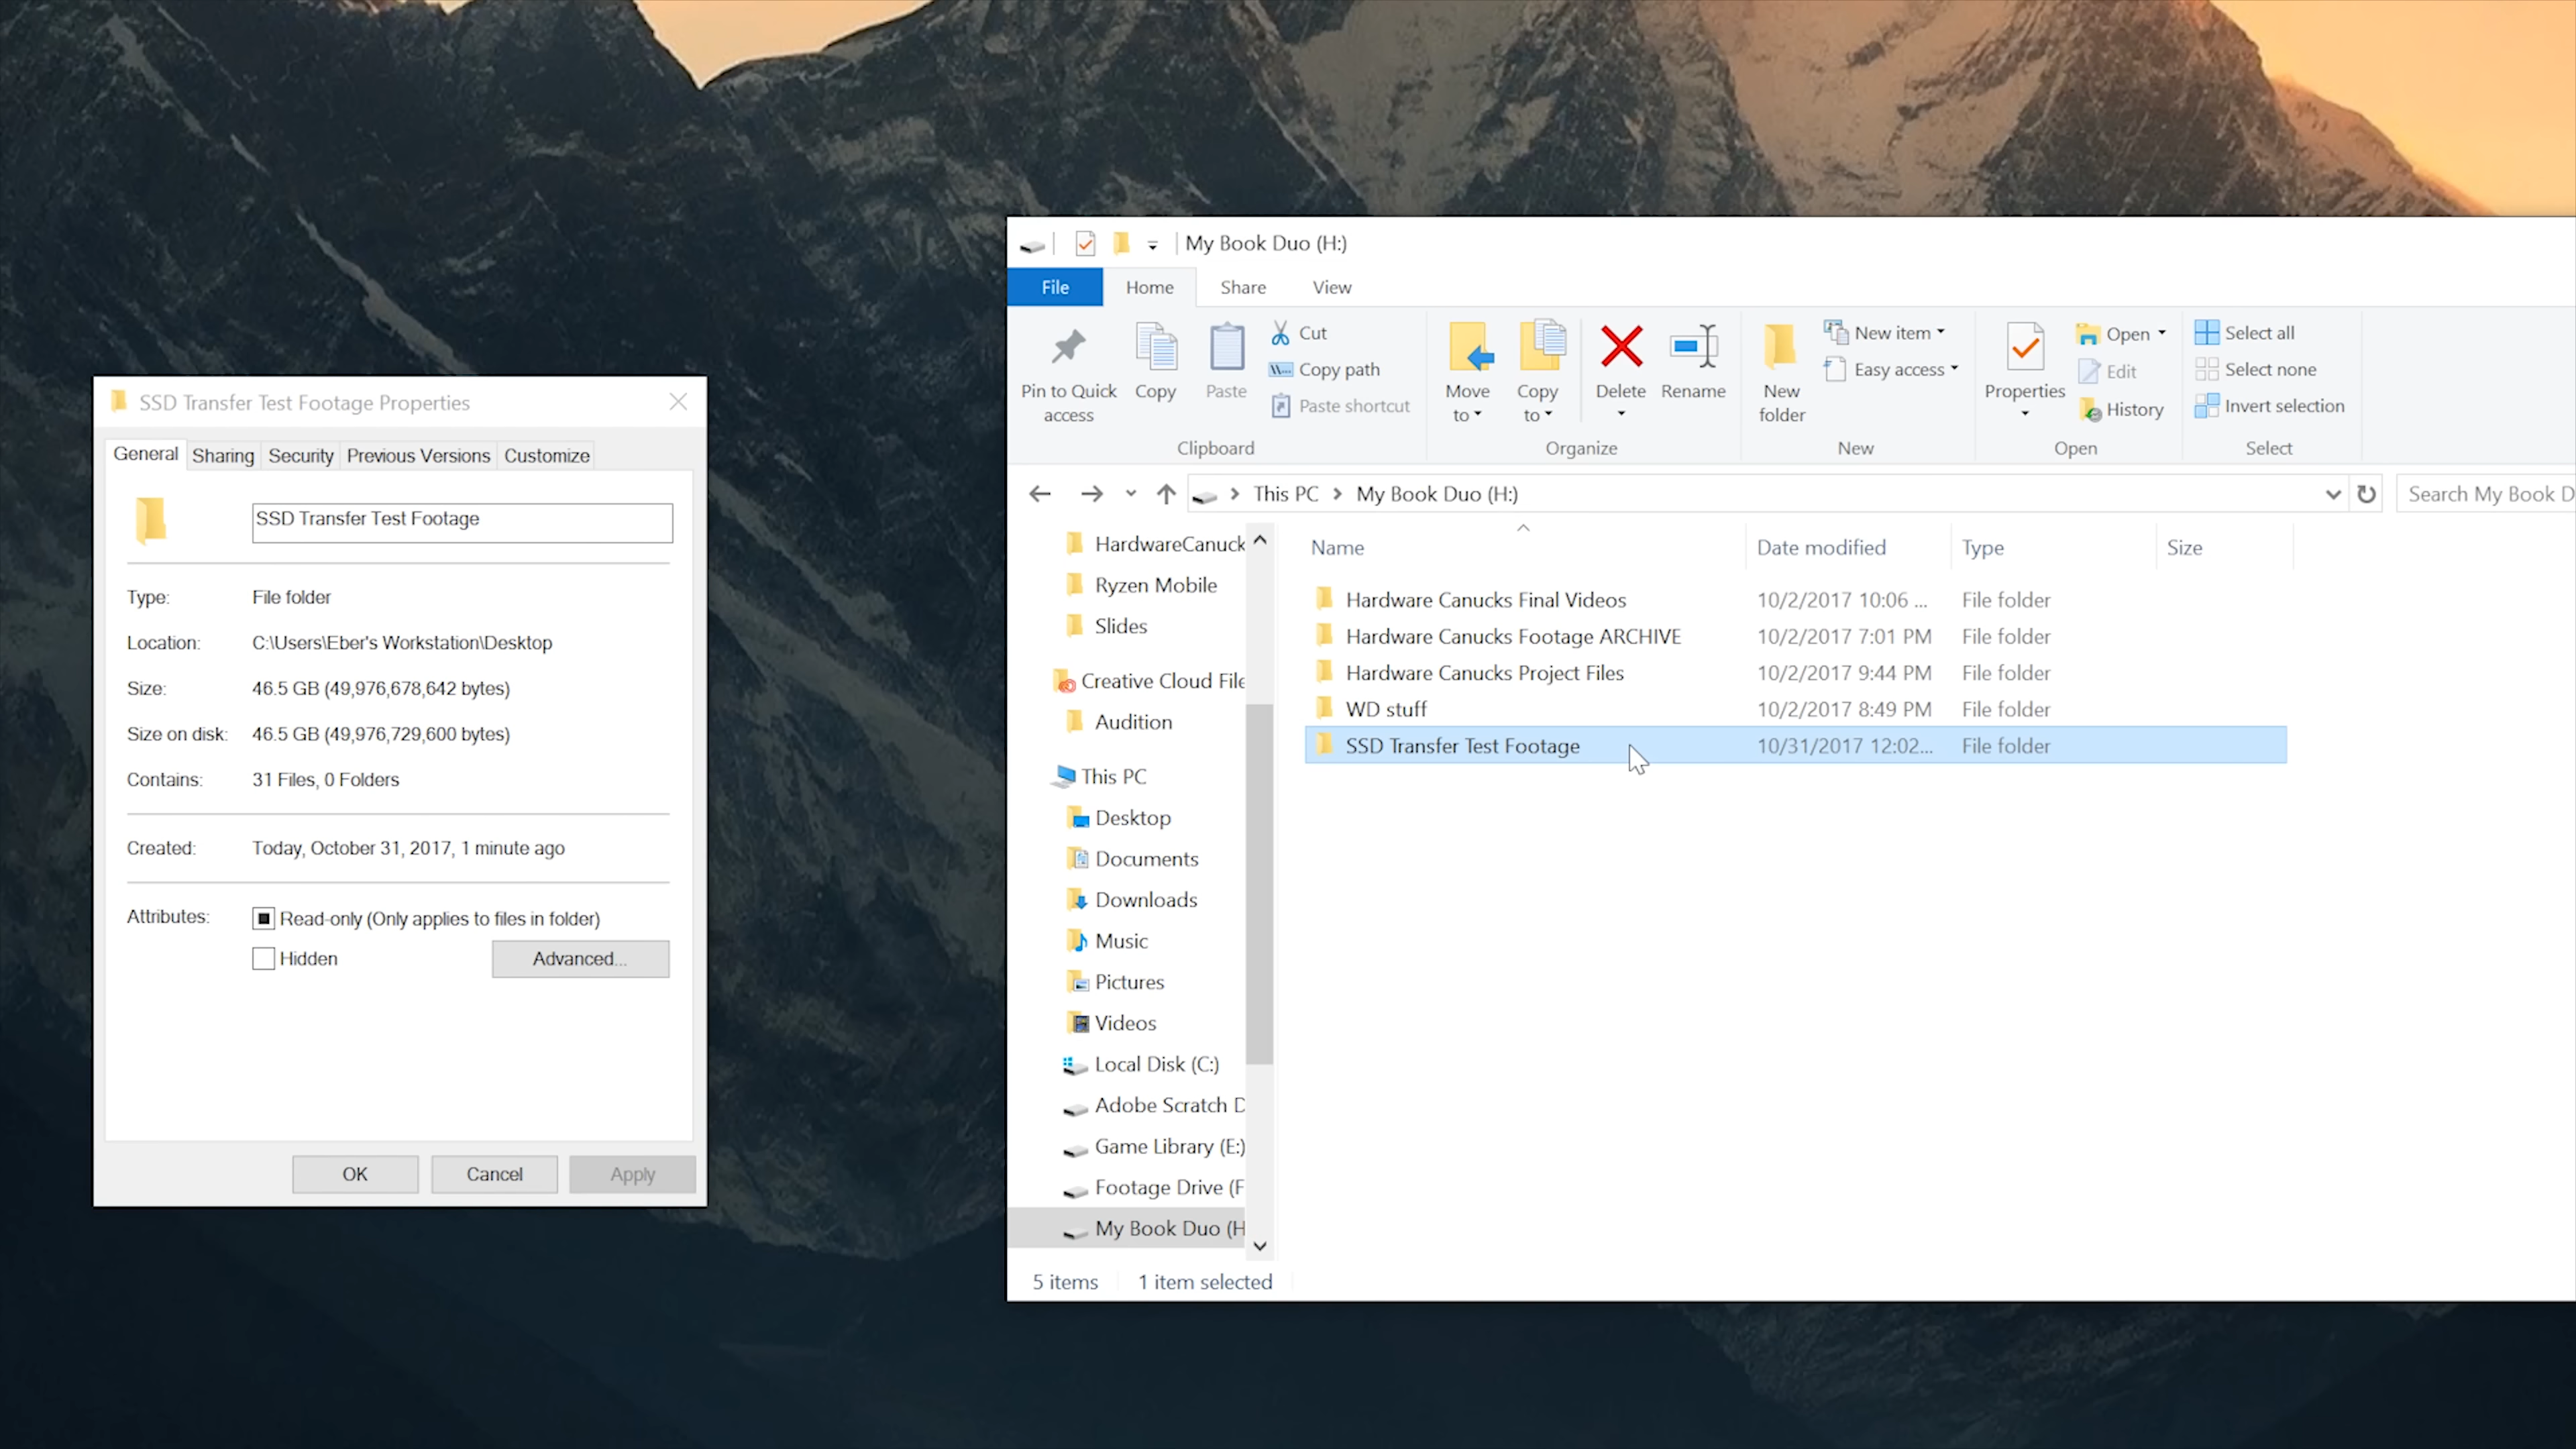 SSD Transfer Test Footage Properties
General Sharing Security Previous Versions Customize
SSD Transfer Test Footage
Type: File folder
Location: C:\Users\Eber's Workstation\Desktop
Size: 46.5 GB (49,976,678,642 bytes)
Size on disk: 46.5 GB (49,976,729,600 bytes)
Contains: 31 Files, 0 Folders
Created: Today, October 31, 2017, 1 minute ago
Attributes: Read-only (Only applies to files in folder)
Hidden Advanced...
OK Cancel Apply
My Book Duo (H:)
File Home Share View
Pin to Quick access
Copy
Paste
Cut
Copy path
Paste shortcut
Clipboard
Move to
Copy to
Delete
Rename
Organize
New folder
New item
Easy access
New
Properties
Open
Edit
History
Open
Select all
Select none
Invert selection
Select
This PC > My Book Duo (H:)
Search My Book D
HardwareCanuck
Ryzen Mobile
Slides
Creative Cloud File
Audition
This PC
Desktop
Documents
Downloads
Music
Pictures
Videos
Local Disk (C:)
Adobe Scratch D
Game Library (E:)
Footage Drive (F
My Book Duo (H
Name Date modified Type Size
Hardware Canucks Final Videos 10/2/2017 10:06 ... File folder
Hardware Canucks Footage ARCHIVE 10/2/2017 7:01 PM File folder
Hardware Canucks Project Files 10/2/2017 9:44 PM File folder
WD stuff 10/2/2017 8:49 PM File folder
SSD Transfer Test Footage 10/31/2017 12:02... File folder
5 items 1 item selected